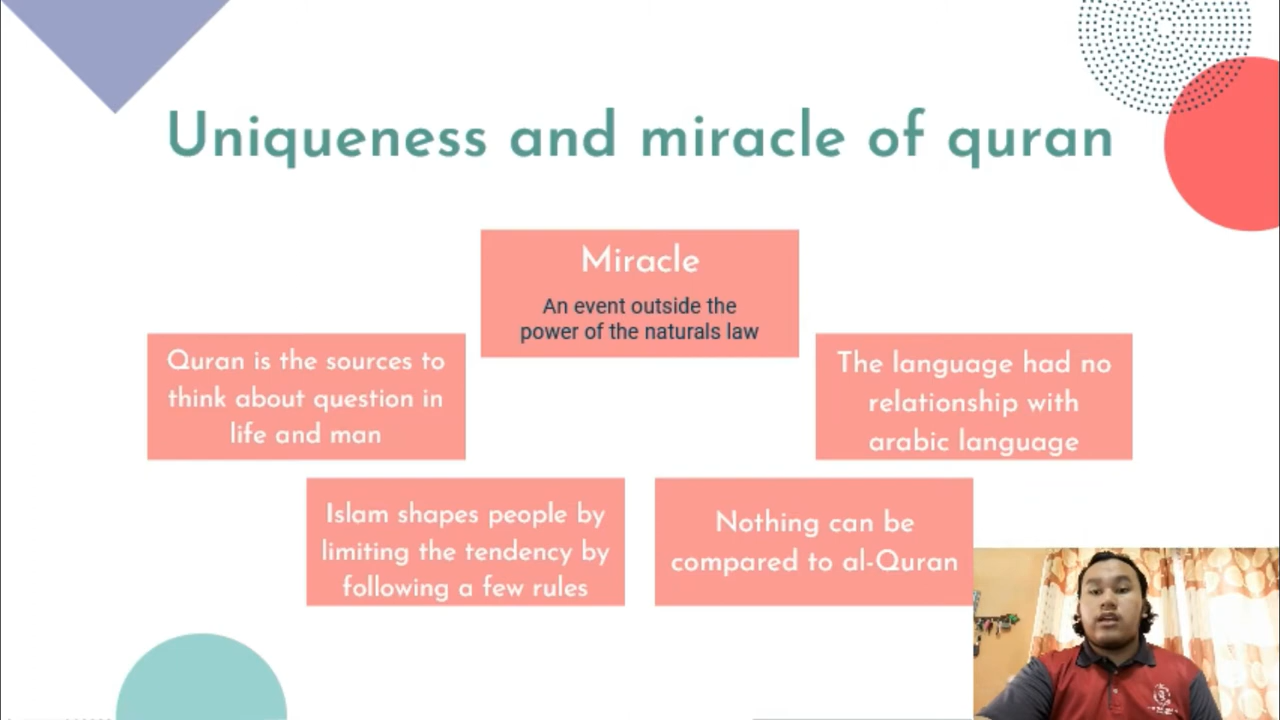 Uniqueness and miracle of quran
Miracle
An event outside the
power of the naturals law
Quran is the sources to
think about question in
life and man
The language had no
relationship with
arabic language
Islam shapes people by
limiting the tendency by
following a few rules
Nothing can be
compared to al-Quran